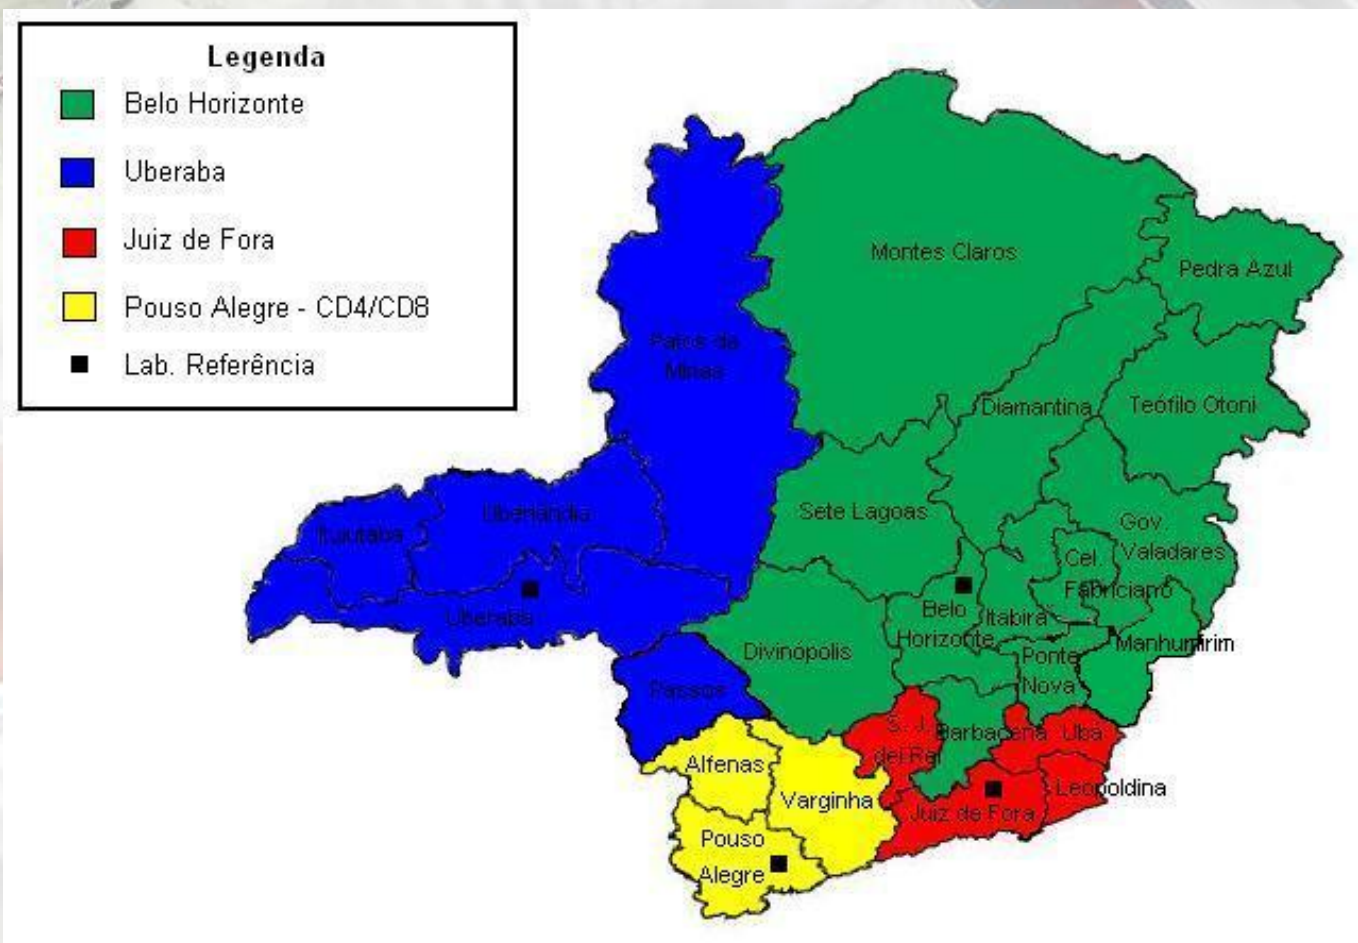 Legenda
Belo Horizonte
Uberaba
Juiz de Fora
Pouso Alegre - CD4/CD8
Lab. Referência
Montes Claros
Pedra Azul
Patos de
Minas
Diamantina
Teófilo Otoni
Sete Lagoas
Uberlândia
Ituiutaba
Gov.
Valadares
Cel.
Fabriciano
Uberaba
Belo
Horizonte
Itabira
Manhumirim
Divinópolis
Ponte
Nova
Passos
S. J.
del Rei
Barbacena
Ubá
Alfenas
Varginha
Leopoldina
Juiz de Fora
Pouso
Alegre